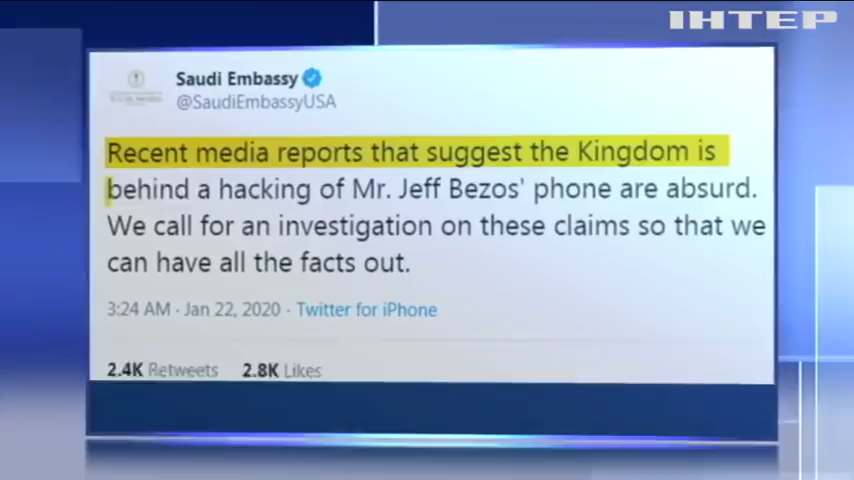 ІНТЕР
Saudi Embassy
@SaudiEmbassyUSA
Recent media reports that suggest the Kingdom is
behind a hacking of Mr. Jeff Bezos' phone are absurd.
We call for an investigation on these claims so that we
can have all the facts out.
3:24 AM · Jan 22, 2020 · Twitter for iPhone
2.4K Retweets 2.8K Likes